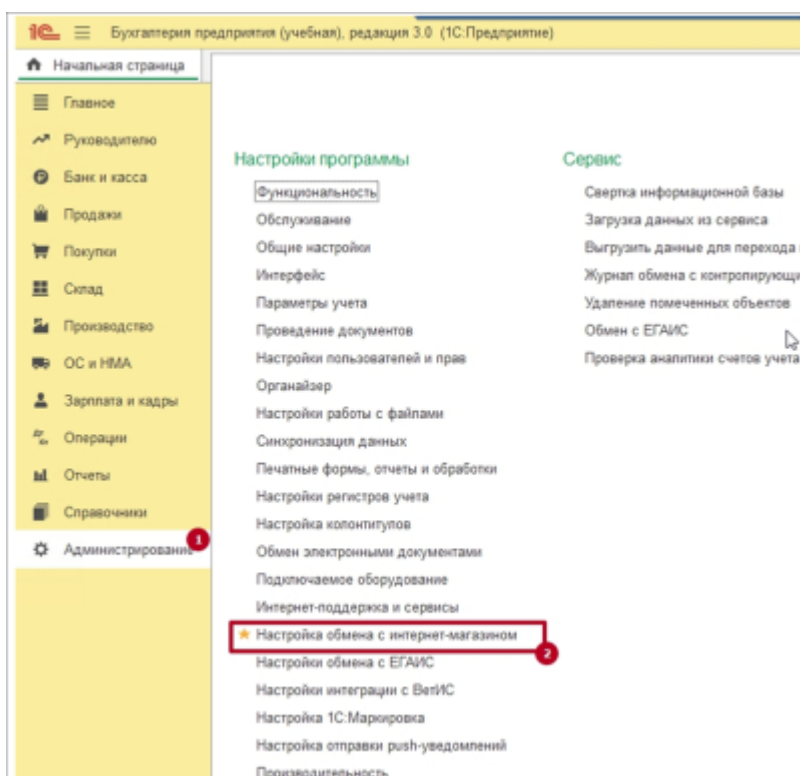 1С Бухгалтерия предприятия (учебная), редакция 3.0 (1С:Предприятие)
Начальная страница
Главное
Руководителю
Банк и касса
Продажи
Покупки
Склад
Производство
ОС и НМА
Зарплата и кадры
Операции
Отчеты
Справочники
Администрирование
1
Настройки программы
Функциональность
Обслуживание
Общие настройки
Интерфейс
Параметры учета
Проведение документов
Настройки пользователей и прав
Органайзер
Настройки работы с файлами
Синхронизация данных
Печатные формы, отчеты и обработки
Настройки регистров учета
Настройка колонтитулов
Обмен электронными документами
Подключаемое оборудование
Интернет-поддержка и сервисы
Настройка обмена с интернет-магазином
2
Настройки обмена с ЕГАИС
Настройки интеграции с ВетИС
Настройка 1С:Маркировка
Настройка отправки push-уведомлений
Производительность
Сервис
Свертка информационной базы
Загрузка данных из сервиса
Выгрузить данные для перехода
Журнал обмена с контролирующи
Удаление помеченных объектов
Обмен с ЕГАИС
Проверка аналитики счетов учета